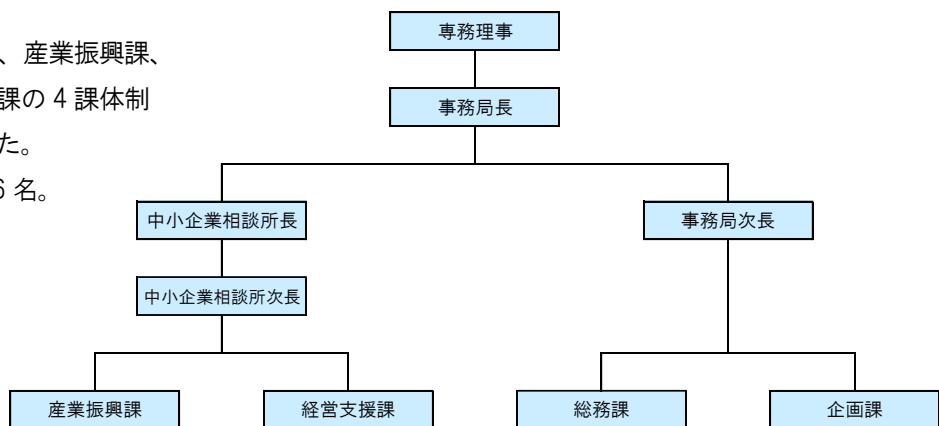 、産業振興課、
課の4課体制
た。
6名。
専務理事
事務局長
中小企業相談所長
事務局次長
中小企業相談所次長
産業振興課
経営支援課
総務課
企画課